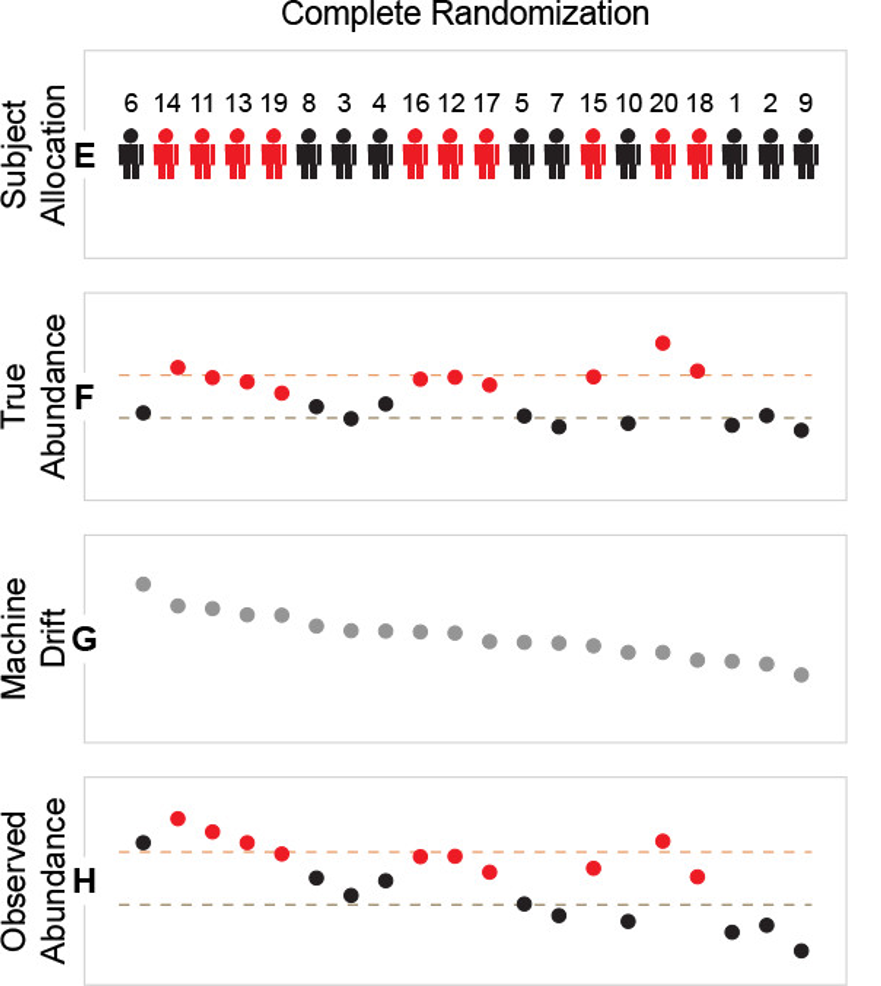 Complete Randomization
Subject
Allocation
E
6 14 11 13 19 8 3 4 16 12 17 5 7 15 10 20 18 1 2 9
True
Abundance
F
Machine
Drift
G
Observed
Abundance
H